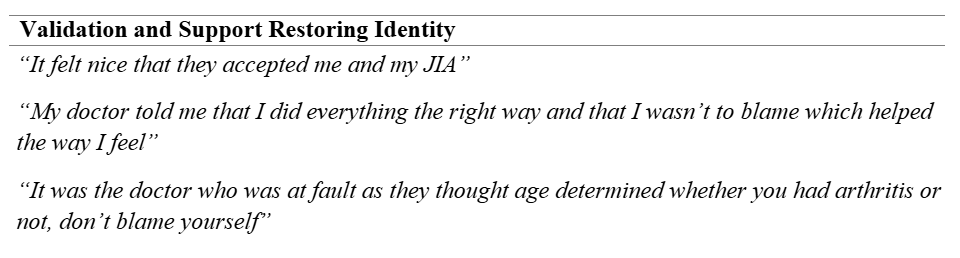 Validation and Support Restoring Identity
“It felt nice that they accepted me and my JIA”
“My doctor told me that I did everything the right way and that I wasn’t to blame which helped
the way I feel”
“It was the doctor who was at fault as they thought age determined whether you had arthritis or
not, don’t blame yourself”